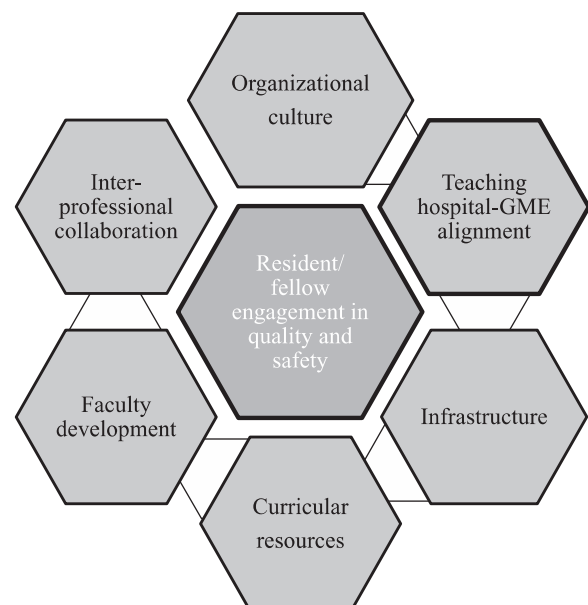 Organizational
culture
Inter-
professional
collaboration
Teaching
hospital-GME
alignment
Resident/
fellow
engagement in
quality and
safety
Faculty
development
Infrastructure
Curricular
resources